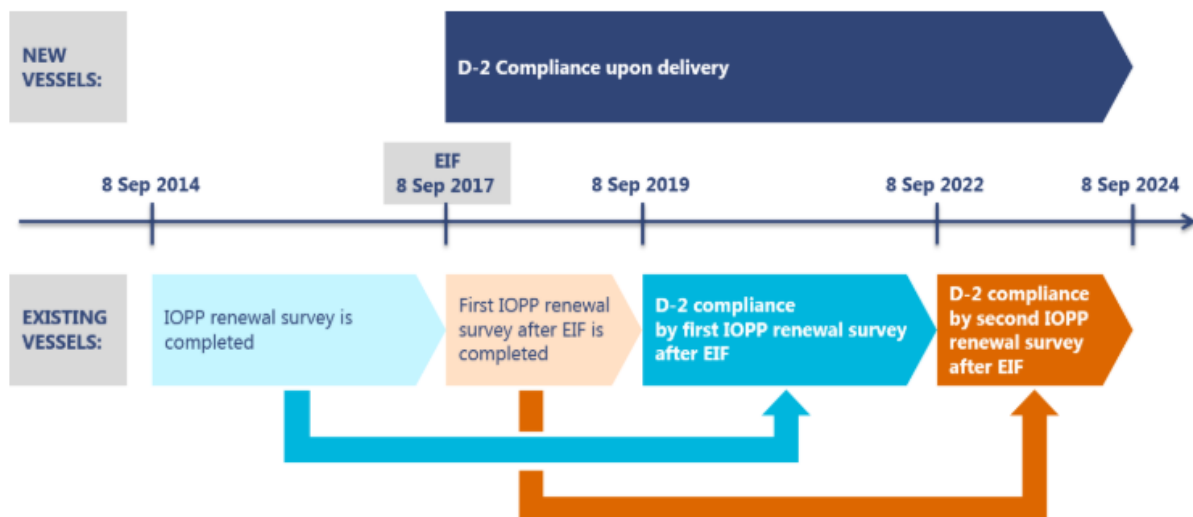 NEW
VESSELS:
D-2 Compliance upon delivery
8 Sep 2014
EIF
8 Sep 2017
8 Sep 2019
8 Sep 2022
8 Sep 2024
EXISTING
VESSELS:
IOPP renewal survey is
completed
First IOPP renewal
survey after EIF is
completed
D-2 compliance
by first IOPP renewal survey
after EIF
D-2 compliance
by second IOPP
renewal survey
after EIF